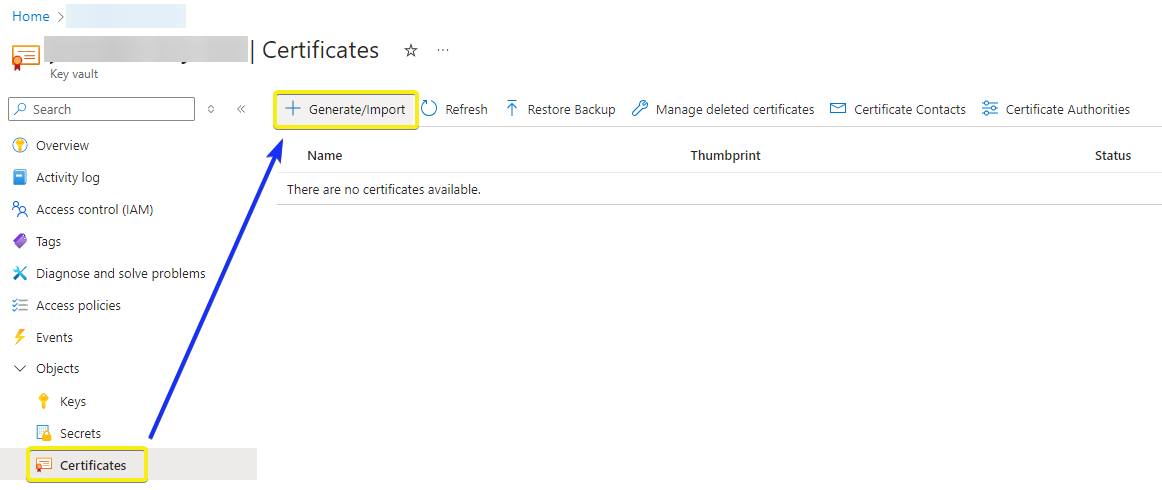 Home
| Certificates
Key vault
Search
Generate/Import Refresh Restore Backup Manage deleted certificates Certificate Contacts Certificate Authorities
Name Thumbprint Status
There are no certificates available.
Overview
Activity log
Access control (IAM)
Tags
Diagnose and solve problems
Access policies
Events
Objects
Keys
Secrets
Certificates